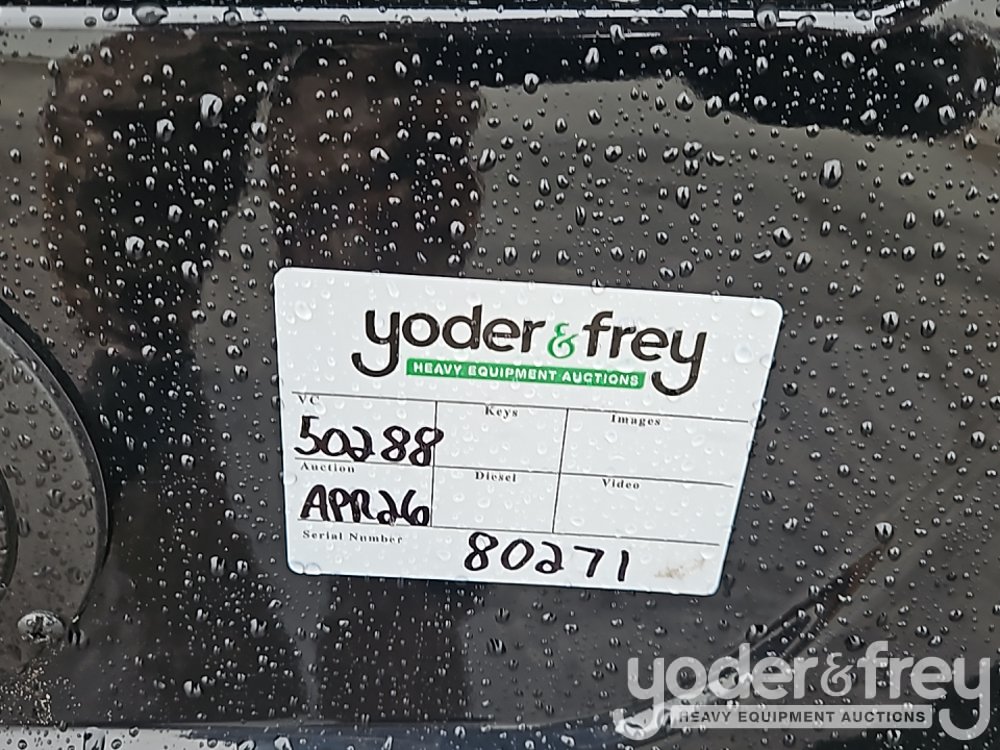 yoder & frey
HEAVY EQUIPMENT AUCTIONS
VC Keys Images
50288
Auction Diesel Video
APR26
Serial Number 80271
yoder & frey
HEAVY EQUIPMENT AUCTIONS